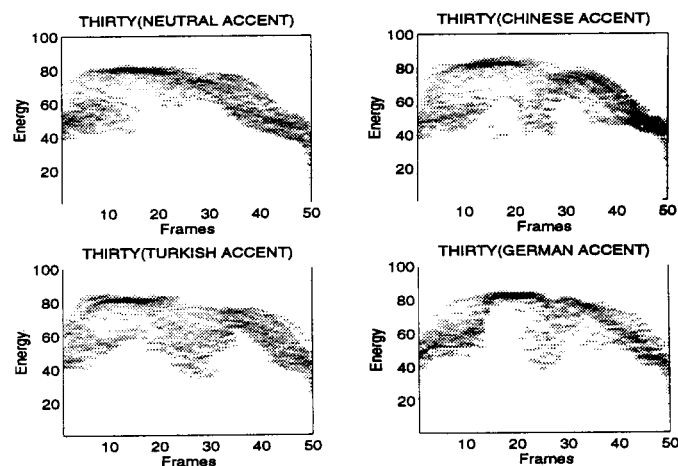 THIRTY(NEUTRAL ACCENT)
100
80
60
40
20
Energy
10 20 30 40 50
Frames
THIRTY(CHINESE ACCENT)
100
80
60
40
20
Energy
10 20 30 40 50
Frames
THIRTY(TURKISH ACCENT)
100
80
60
40
20
Energy
10 20 30 40 50
Frames
THIRTY(GERMAN ACCENT)
100
80
60
40
20
Energy
10 20 30 40 50
Frames